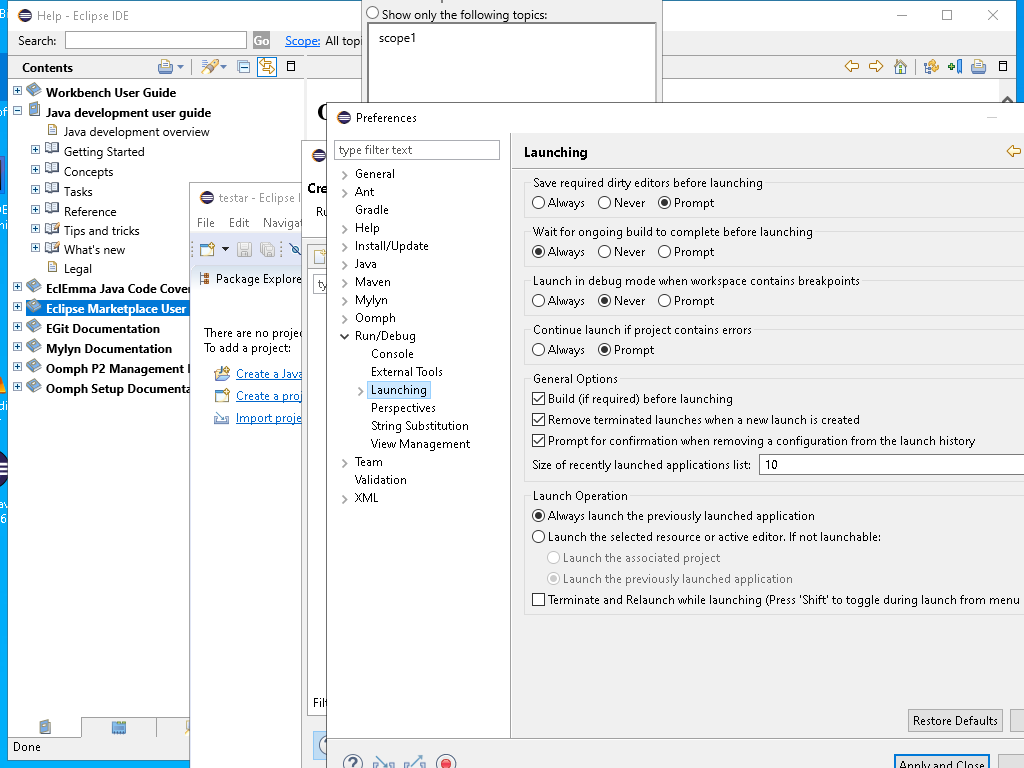 Help - Eclipse IDE
Show only the following topics:
scope1
Search:
Go
Scope:
All topi
Contents
Workbench User Guide
Java development user guide
Java development overview
Getting Started
Concepts
Tasks
Reference
Tips and tricks
What's new
Legal
EclEmma Java Code Cover
Eclipse Marketplace User
EGit Documentation
Mylyn Documentation
Oomph P2 Management
Oomph Setup Documenta
Done
testar - Eclipse I
File Edit Navigat
Package Explore
There are no projec
To add a project:
Create a Java
Create a proj
Import proje
Cre
Ru
ty
Filt
Preferences
type filter text
General
Ant
Gradle
Help
Install/Update
Java
Maven
Mylyn
Oomph
Run/Debug
Console
External Tools
Launching
Perspectives
String Substitution
View Management
Team
Validation
XML
Launching
Save required dirty editors before launching
Always Never Prompt
Wait for ongoing build to complete before launching
Always Never Prompt
Launch in debug mode when workspace contains breakpoints
Always Never Prompt
Continue launch if project contains errors
Always Prompt
General Options
Build (if required) before launching
Remove terminated launches when a new launch is created
Prompt for confirmation when removing a configuration from the launch history
Size of recently launched applications list: 10
Launch Operation
Always launch the previously launched application
Launch the selected resource or active editor. If not launchable:
Launch the associated project
Launch the previously launched application
Terminate and Relaunch while launching (Press 'Shift' to toggle during launch from menu
Restore Defaults
Apply and Close